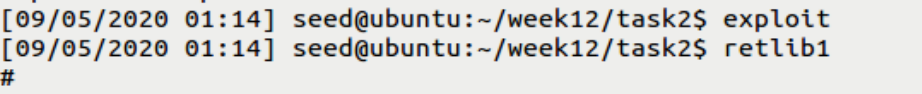 [09/05/2020 01:14] seed@ubuntu:~/week12/task2$ exploit
[09/05/2020 01:14] seed@ubuntu:~/week12/task2$ retlib1
#